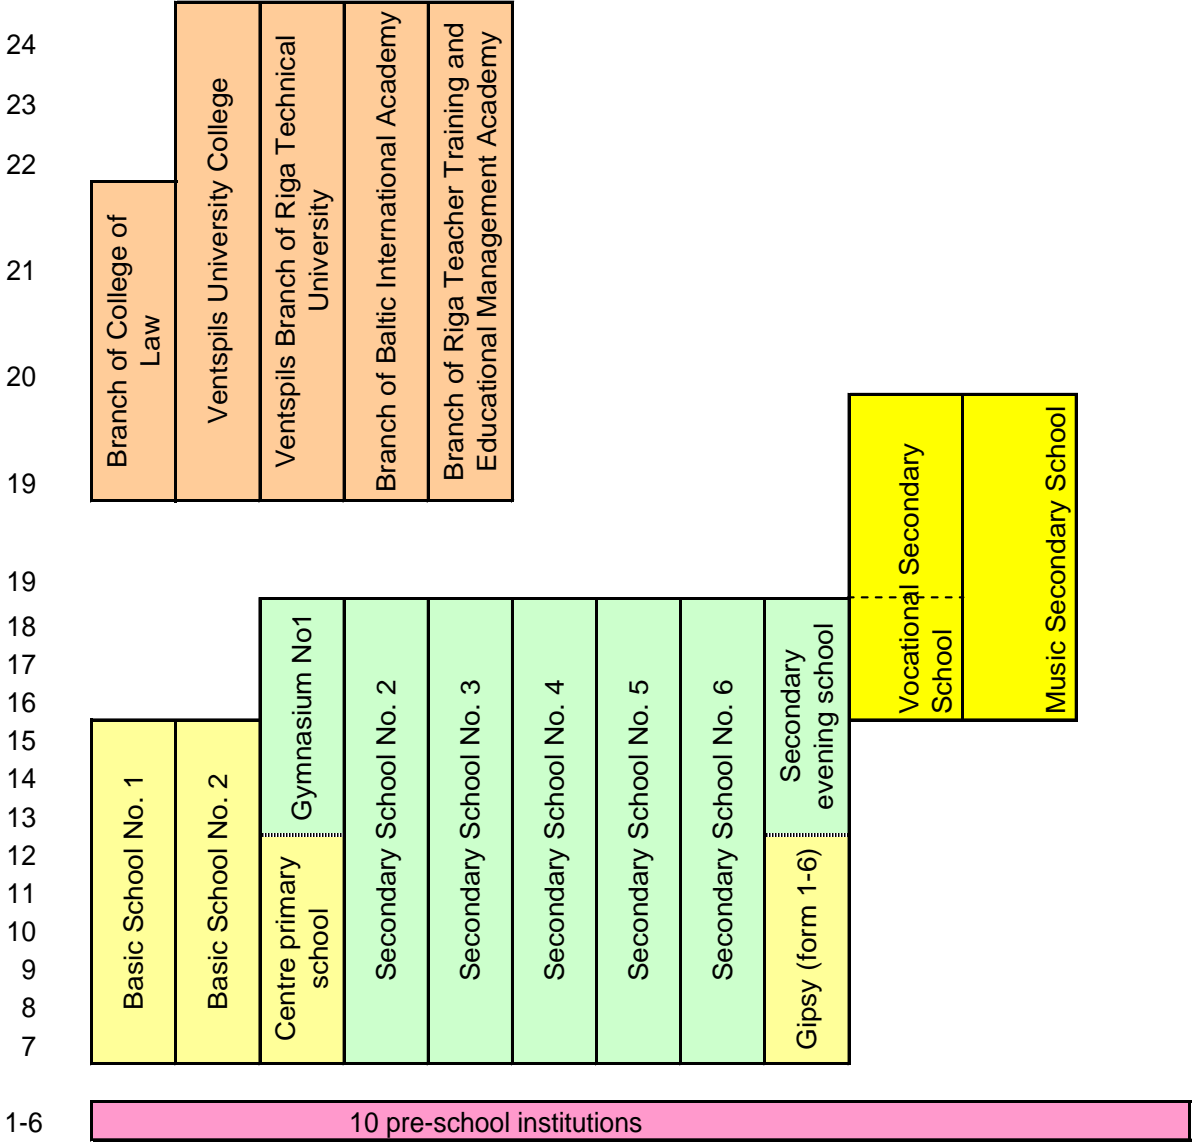 24
23
22
21
20
19
Branch of College of
Law
Ventspils University College
Ventspils Branch of Riga Technical
University
Branch of Baltic International Academy
Branch of Riga Teacher Training and
Educational Management Academy
19
18
17
16
15
14
13
12
11
10
9
8
7
Basic School No. 1
Basic School No. 2
Gymnasium No1
Centre primary
school
Secondary School No. 2
Secondary School No. 3
Secondary School No. 4
Secondary School No. 5
Secondary School No. 6
Secondary
evening school
Gipsy (form 1-6)
Vocational Secondary
School
Music Secondary School
1-6
10 pre-school institutions